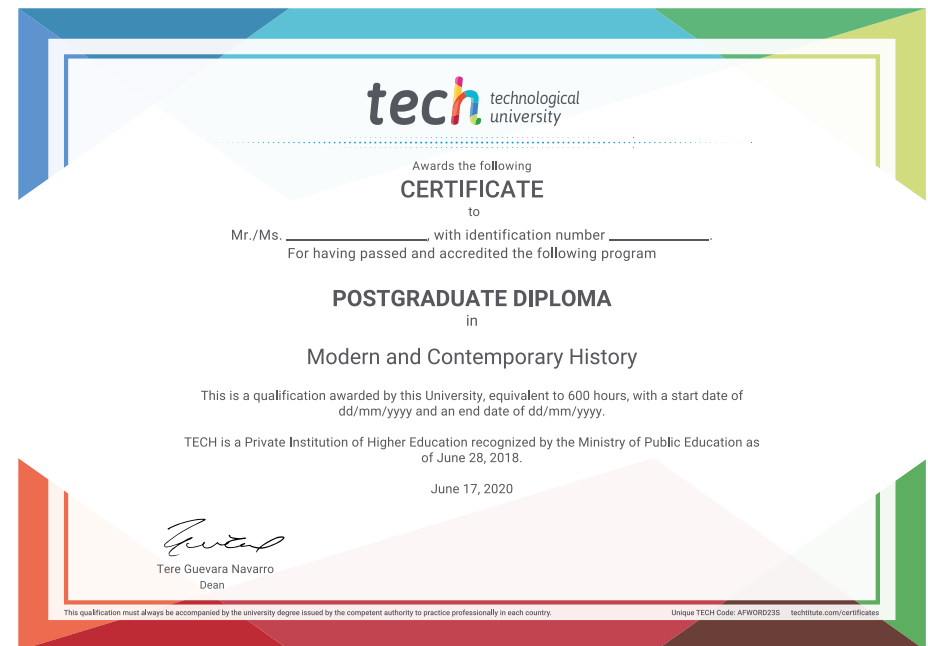 tech technological
university
Awards the following
CERTIFICATE
to
Mr./Ms. ____________________, with identification number ______________.
For having passed and accredited the following program
POSTGRADUATE DIPLOMA
in
Modern and Contemporary History
This is a qualification awarded by this University, equivalent to 600 hours, with a start date of
dd/mm/yyyy and an end date of dd/mm/yyyy.
TECH is a Private Institution of Higher Education recognized by the Ministry of Public Education as
of June 28, 2018.
June 17, 2020
Tere Guevara Navarro
Dean
This qualification must always be accompanied by the university degree issued by the competent authority to practice professionally in each country.
Unique TECH Code: AFWORD23S techtitute.com/certificates